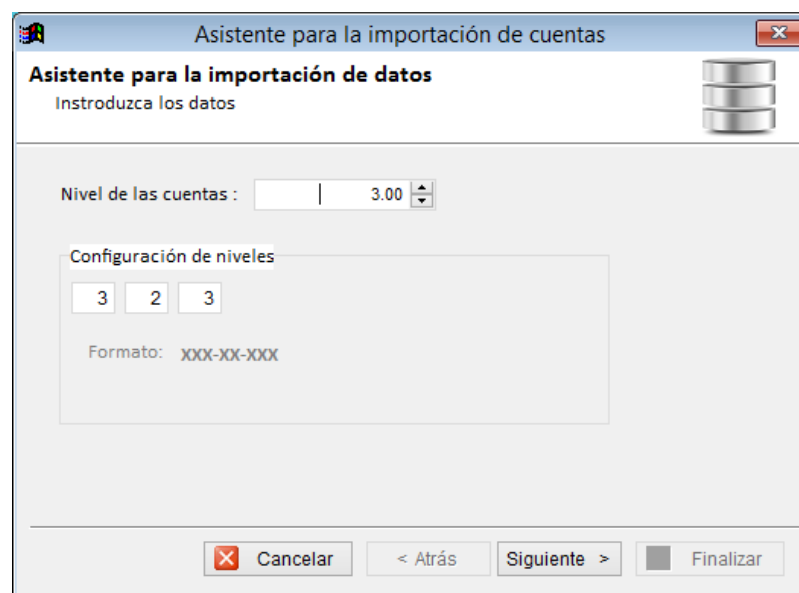 Asistente para la importación de cuentas
Asistente para la importación de datos
Instroduzca los datos
Nivel de las cuentas : 3.00
Configuración de niveles
3 2 3
Formato: XXX-XX-XXX
Cancelar < Atrás Siguiente > Finalizar